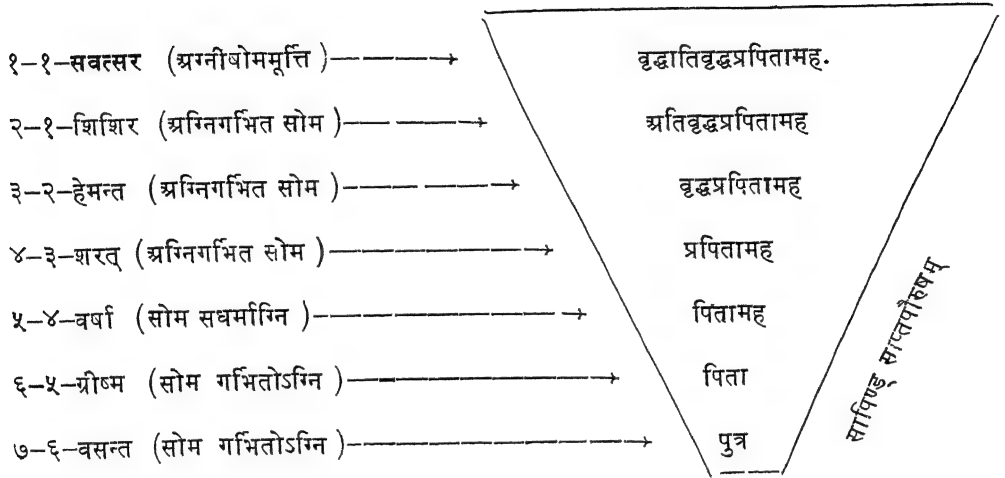 १–१–सवत्सर (अग्नीषोममूर्त्ति) वृद्धातिवृद्धप्रपितामह.
२–१–शिशिर (अग्निगर्भित सोम) अतिवृद्धप्रपितामह
३–२–हेमन्त (अग्निगर्भित सोम) वृद्धप्रपितामह
४–३–शरत् (अग्निगर्भित सोम) प्रपितामह
५–४–वर्षा (सोम सधर्माग्नि) पितामह
६–५–ग्रीष्म (सोम गर्भितोऽग्नि) पिता
७–६–वसन्त (सोम गर्भितोऽग्नि) पुत्र
सापिण्ड्य साप्तपौरुषम्